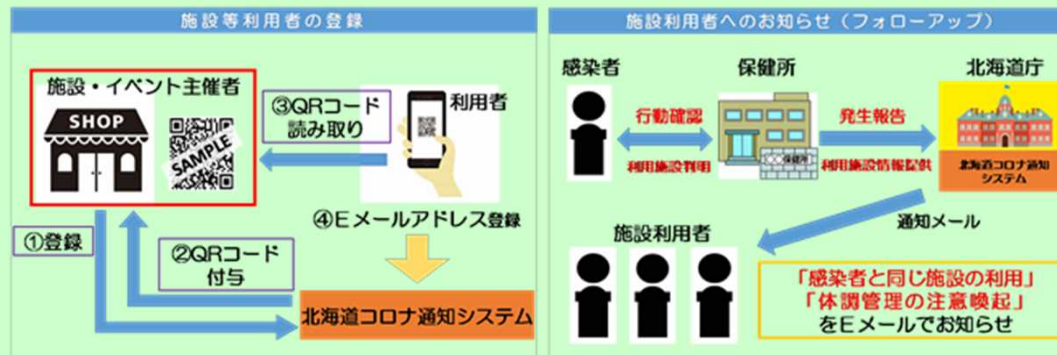 施設等利用者の登録
施設・イベント主催者
SHOP
SAMPLE
③QRコード
読み取り
利用者
④Eメールアドレス登録
①登録
②QRコード
付与
北海道コロナ通知システム
施設利用者へのお知らせ（フォローアップ）
感染者
保健所
北海道庁
行動確認
利用施設判明
〇〇保健所
発生報告
利用施設情報提供
北海道コロナ通知
システム
通知メール
施設利用者
「感染者と同じ施設の利用」
「体調管理の注意喚起」
をEメールでお知らせ